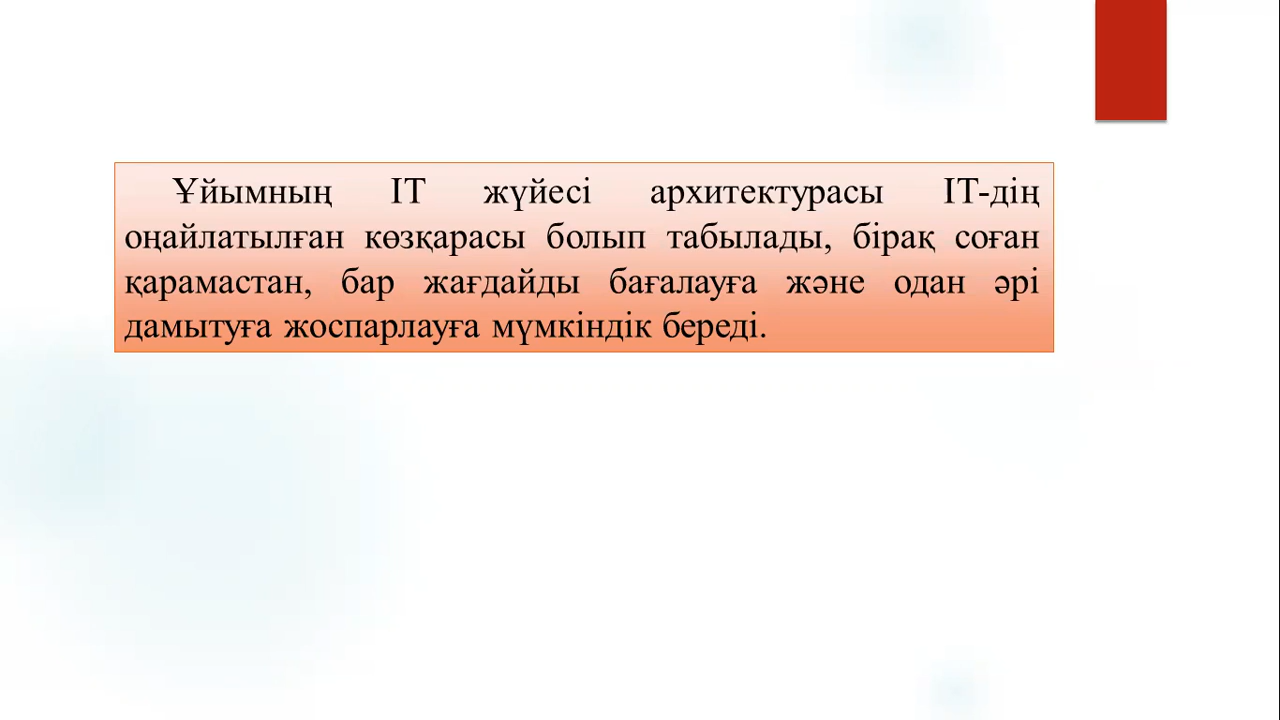 Ұйымның IT жүйесі архитектурасы IT-дің
оңайлатылған көзқарасы болып табылады, бірақ соған
қарамастан, бар жағдайды бағалауға және одан әрі
дамытуға жоспарлауға мүмкіндік береді.